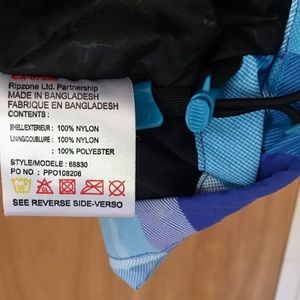 Ripzone Ltd. Partnership
MADE IN BANGLADESH
FABRIQUE EN BANGLADESH
CONTENTS :
SHELL/EXTERIEUR : 100% NYLON
LINING/DOUBLURE : 100% NYLON
: 100% POLYESTER
STYLE/MODELE : 68830
PO NO : PPO108206
SEE REVERSE SIDE-VERSO